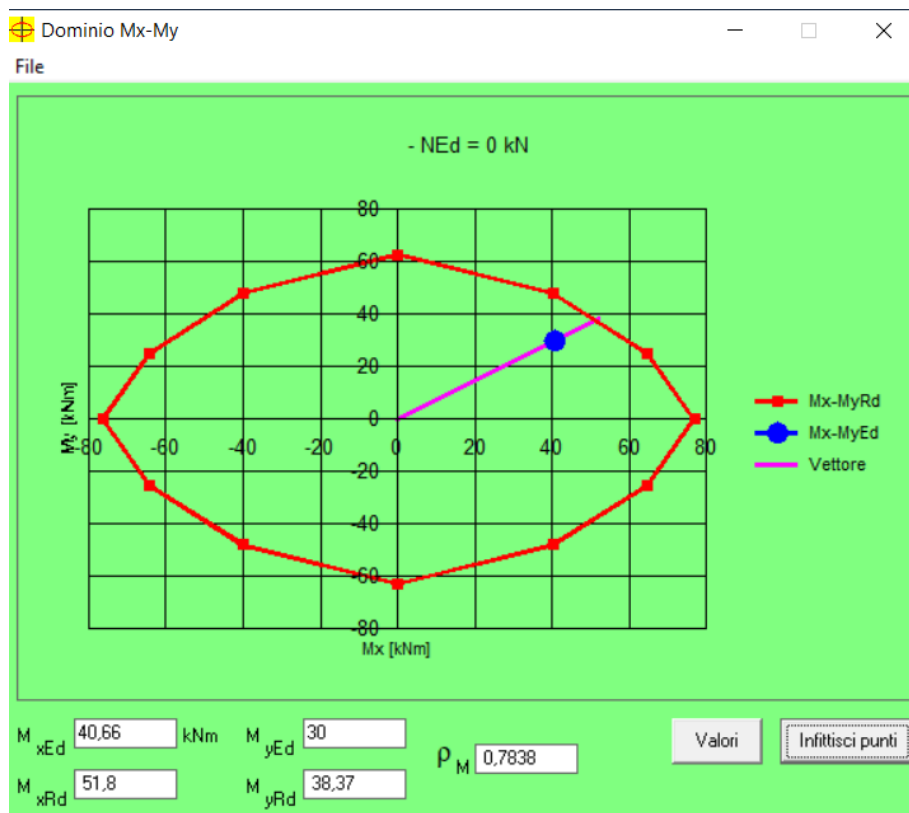 Dominio Mx-My
File
- NEd = 0 kN
80
60
40
20
0
-20
-40
-60
-80
My [kNm]
-80 -60 -40 -20 0 20 40 60 80
Mx [kNm]
Mx-MyRd
Mx-MyEd
Vettore
M xEd 40,66 kNm M yEd 30
M xRd 51,8 M yRd 38,37
ρ M 0,7838
Valori
Infittisci punti